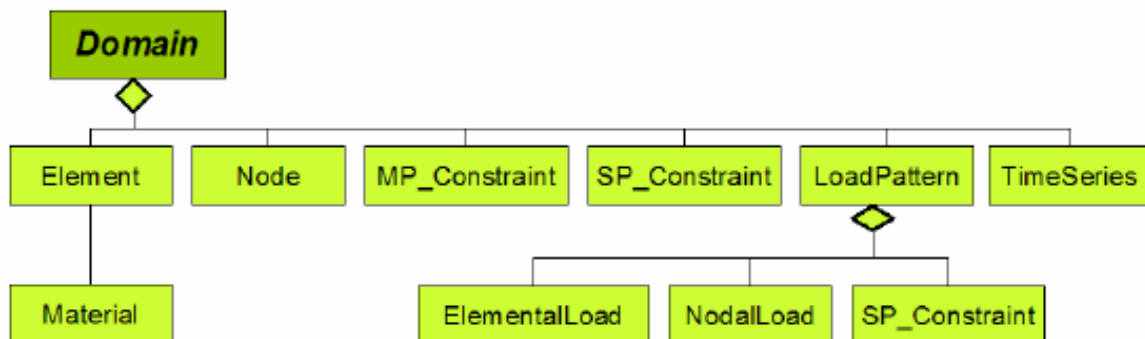 Domain
Element Node MP_Constraint SP_Constraint LoadPattern TimeSeries
Material ElementalLoad NodalLoad SP_Constraint